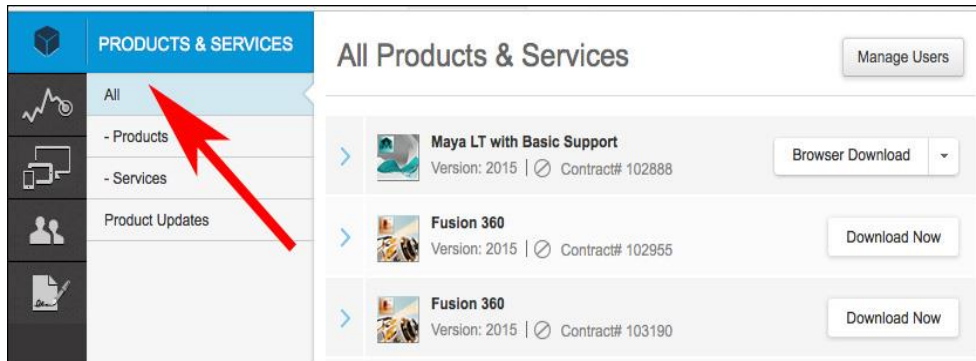 PRODUCTS & SERVICES
All
- Products
- Services
Product Updates
All Products & Services
Manage Users
Maya LT with Basic Support
Version: 2015 | Contract# 102888
Browser Download
Fusion 360
Version: 2015 | Contract# 102955
Download Now
Fusion 360
Version: 2015 | Contract# 103190
Download Now